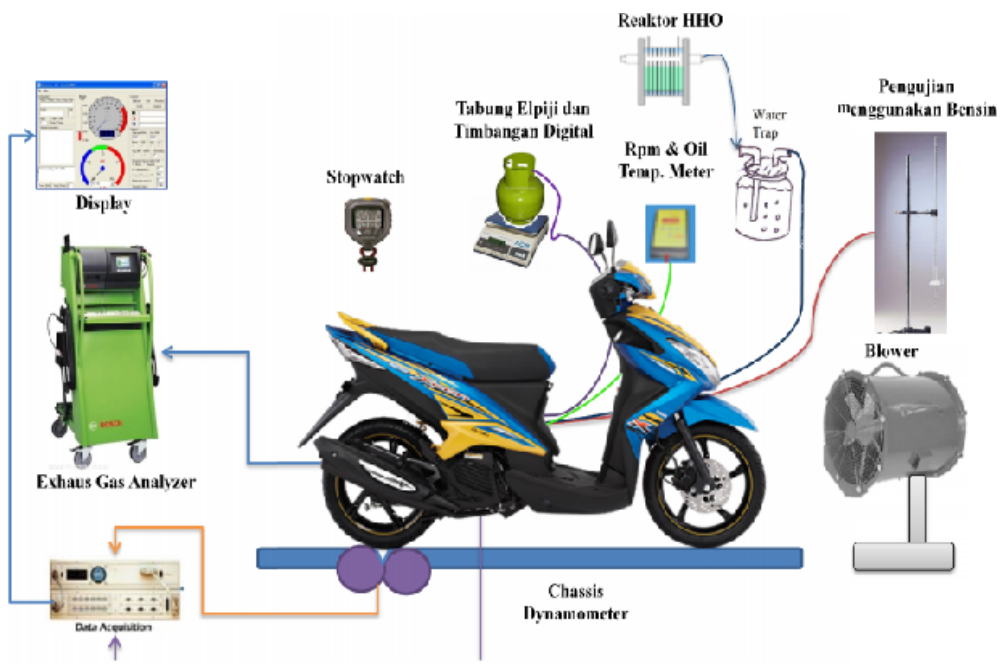 Reaktor HHO
Tabung Elpiji dan
Timbangan Digital
Rpm & Oil
Temp. Meter
Water
Trap
Pengujian
menggunakan Bensin
Stopwatch
Display
Blower
BOSCH
Exhaus Gas Analyzer
Chassis
Dynamometer
Data Acquisition